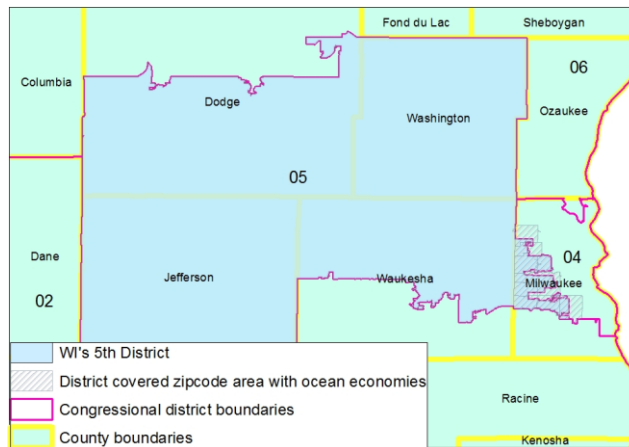 Fond du Lac
Sheboygan
Columbia
06
Dodge
Ozaukee
Washington
05
Dane
04
Jefferson
Waukesha
Milwaukee
02
WI's 5th District
District covered zipcode area with ocean economies
Congressional district boundaries
Racine
County boundaries
Kenosha